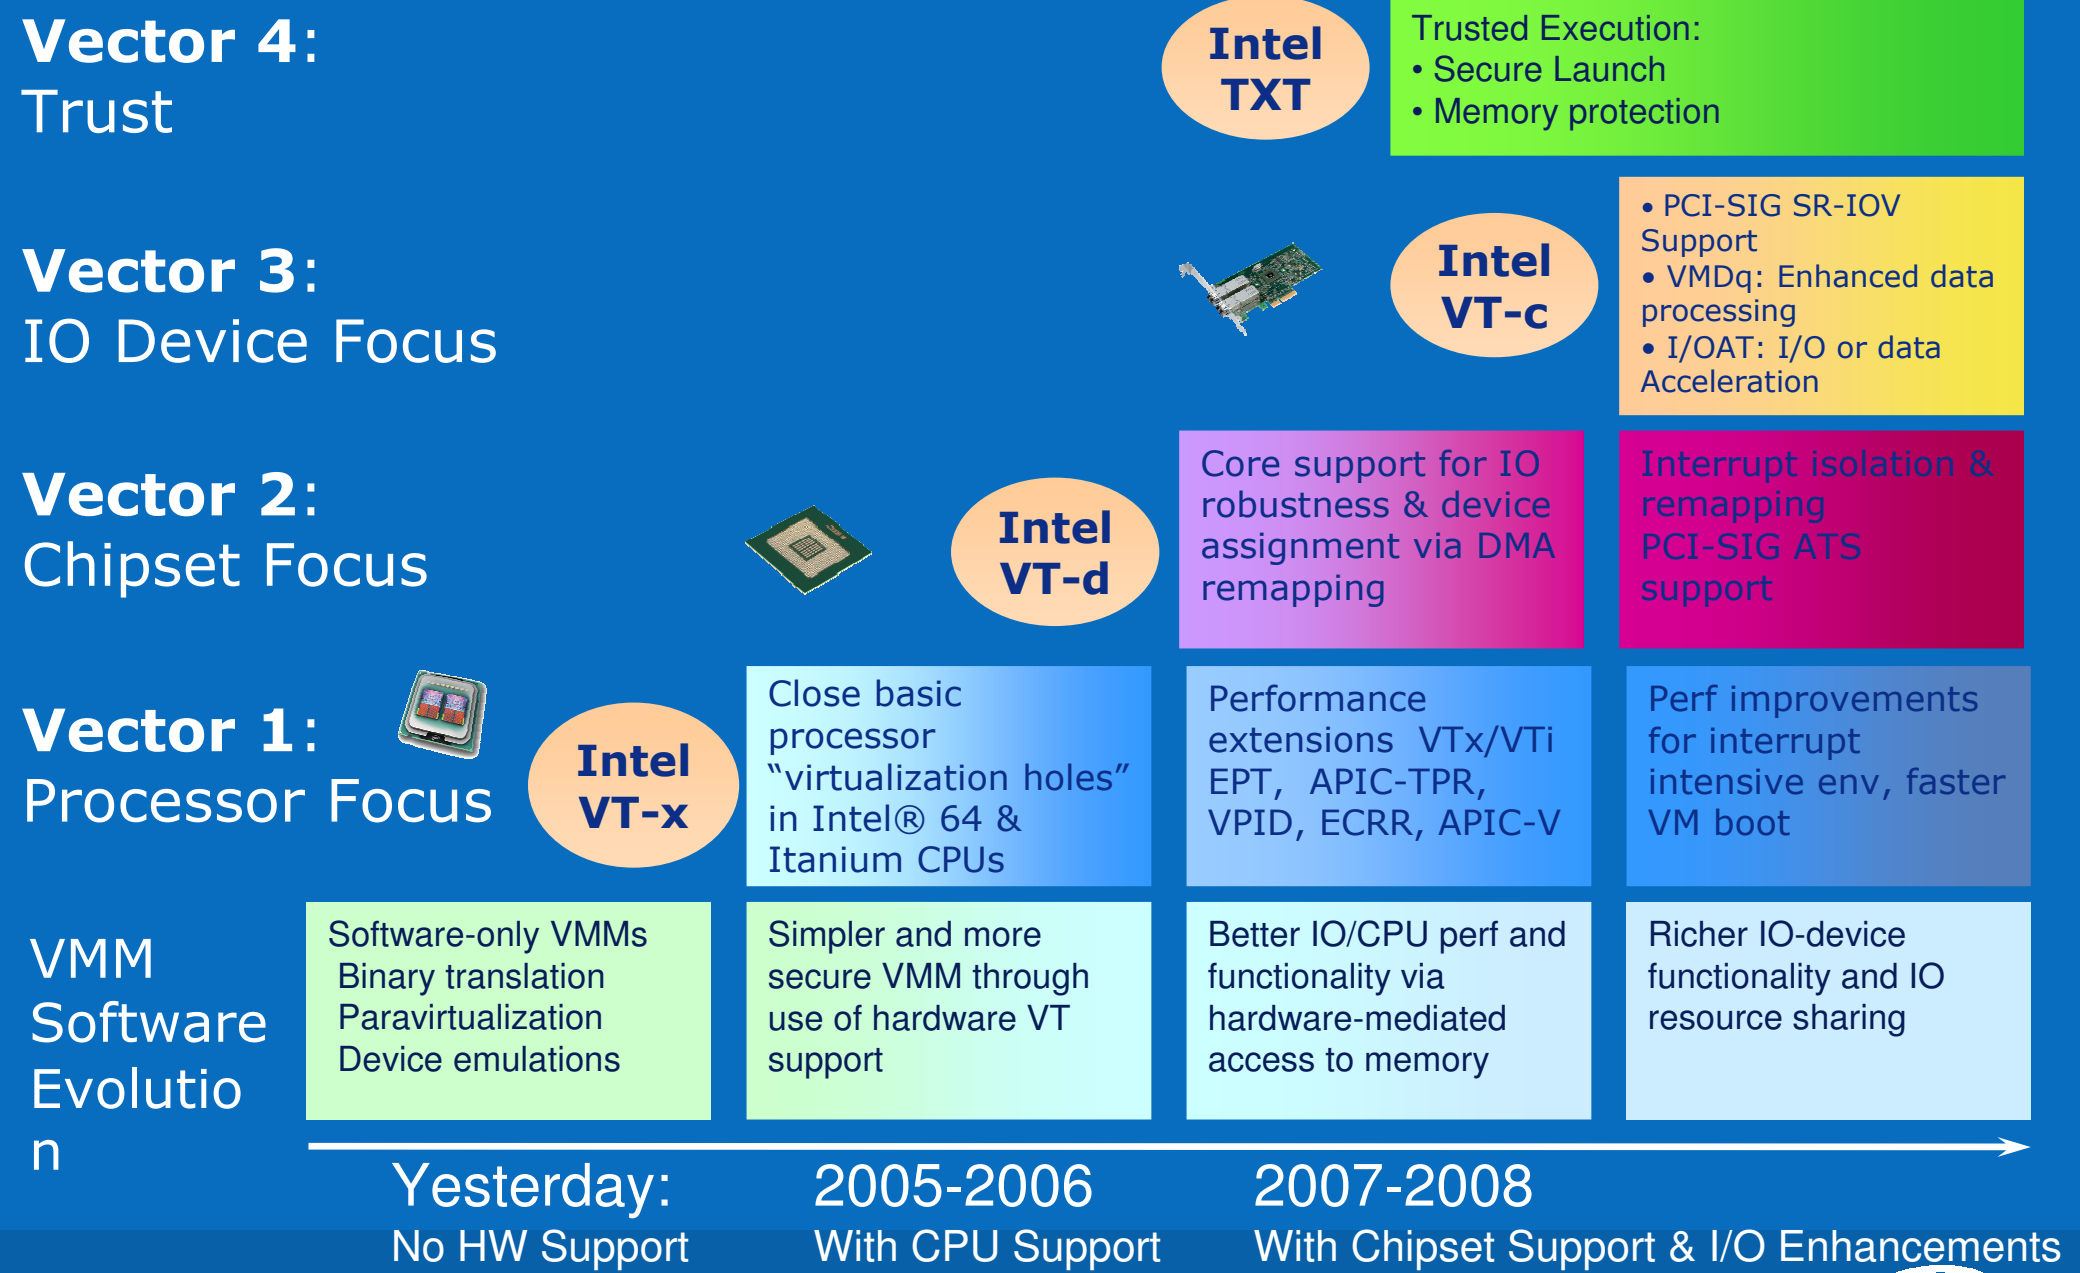 Vector 4:
Trust
Intel
TXT
Trusted Execution:
• Secure Launch
• Memory protection
Vector 3:
IO Device Focus
Intel
VT-c
• PCI-SIG SR-IOV
Support
• VMDq: Enhanced data
processing
• I/OAT: I/O or data
Acceleration
Vector 2:
Chipset Focus
Intel
VT-d
Core support for IO
robustness & device
assignment via DMA
remapping
Interrupt isolation &
remapping
PCI-SIG ATS
support
Vector 1:
Processor Focus
Intel
VT-x
Close basic
processor
“virtualization holes”
in Intel® 64 &
Itanium CPUs
Performance
extensions VTx/VTi
EPT, APIC-TPR,
VPID, ECRR, APIC-V
Perf improvements
for interrupt
intensive env, faster
VM boot
VMM
Software
Evolutio
n
Software-only VMMs
Binary translation
Paravirtualization
Device emulations
Simpler and more
secure VMM through
use of hardware VT
support
Better IO/CPU perf and
functionality via
hardware-mediated
access to memory
Richer IO-device
functionality and IO
resource sharing
Yesterday:
No HW Support
2005-2006
With CPU Support
2007-2008
With Chipset Support & I/O Enhancements